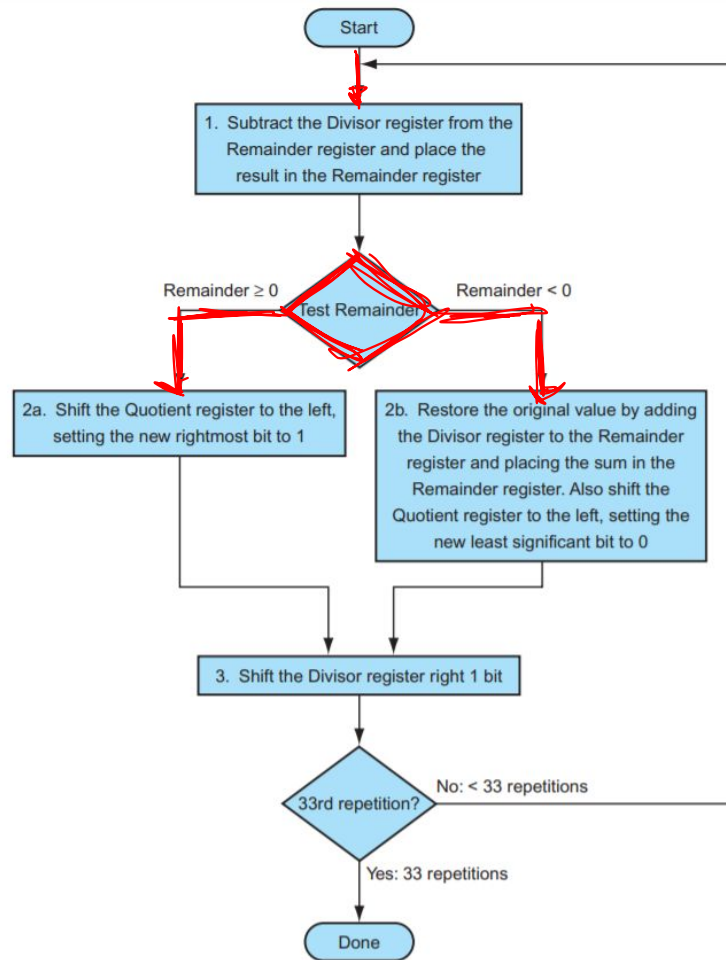 Start
1. Subtract the Divisor register from the
Remainder register and place the
result in the Remainder register
Remainder ≥ 0
Test Remainder
Remainder < 0
2a. Shift the Quotient register to the left,
setting the new rightmost bit to 1
2b. Restore the original value by adding
the Divisor register to the Remainder
register and placing the sum in the
Remainder register. Also shift the
Quotient register to the left, setting the
new least significant bit to 0
3. Shift the Divisor register right 1 bit
33rd repetition?
No: < 33 repetitions
Yes: 33 repetitions
Done